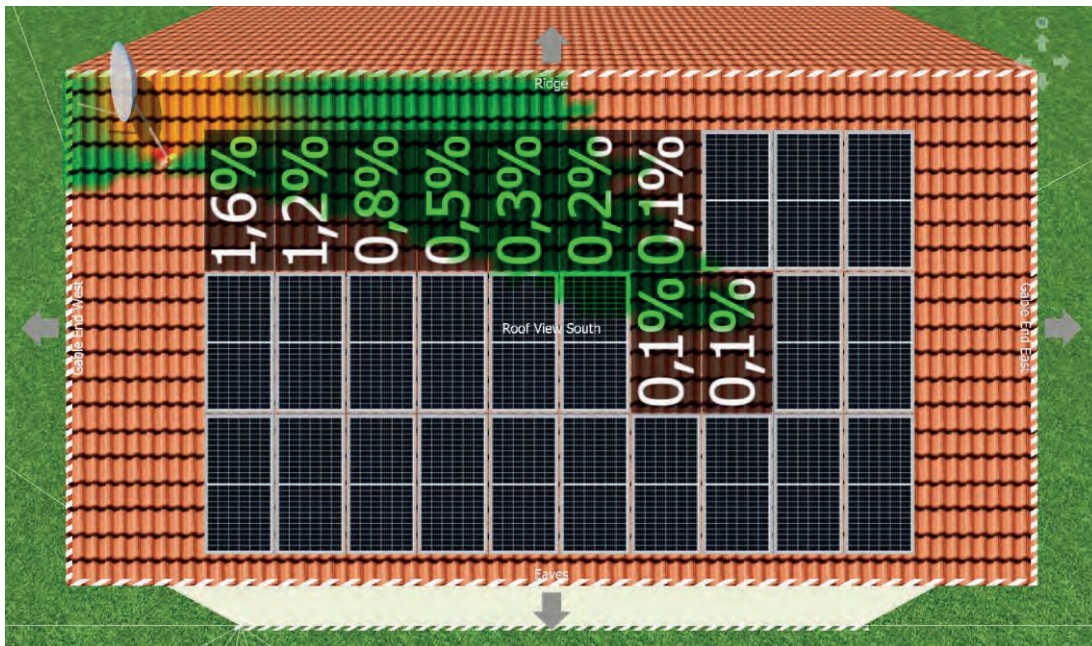 Ridge
1,6%
1,2%
0,8%
0,5%
0,3%
0,2%
0,1%
Gable End West
Roof View South
0,1%
0,1%
Gable End East
Eaves